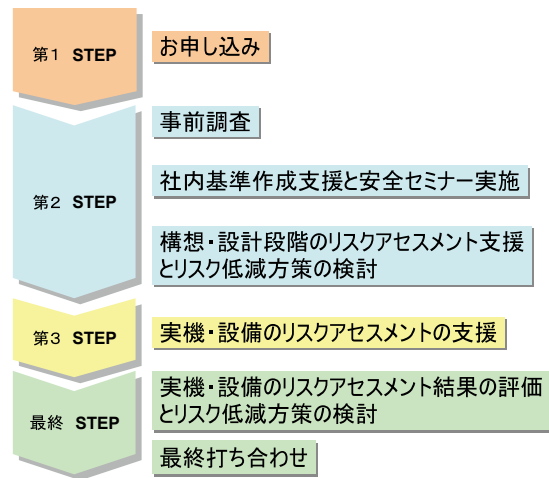 第1 STEP
お申し込み
第2 STEP
事前調査
社内基準作成支援と安全セミナー実施
構想・設計段階のリスクアセスメント支援
とリスク低減方策の検討
第3 STEP
実機・設備のリスクアセスメントの支援
最終 STEP
実機・設備のリスクアセスメント結果の評価
とリスク低減方策の検討
最終打ち合わせ